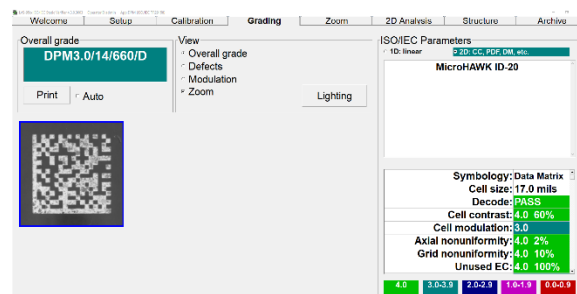 Welcome Setup Calibration Grading Zoom 2D Analysis Structure Archive
Overall grade
DPM3.0/14/660/D
Print Auto
View
Overall grade
Defects
Modulation
Zoom
Lighting
ISO/IEC Parameters
1D: linear 2D: CC, PDF, DM, etc.
MicroHAWK ID-20
Symbology: Data Matrix
Cell size: 17.0 mils
Decode: PASS
Cell contrast: 4.0 60%
Cell modulation: 3.0
Axial nonuniformity: 4.0 2%
Grid nonuniformity: 4.0 10%
Unused EC: 4.0 100%
4.0 3.0-3.9 2.0-2.9 1.0-1.9 0.0-0.9